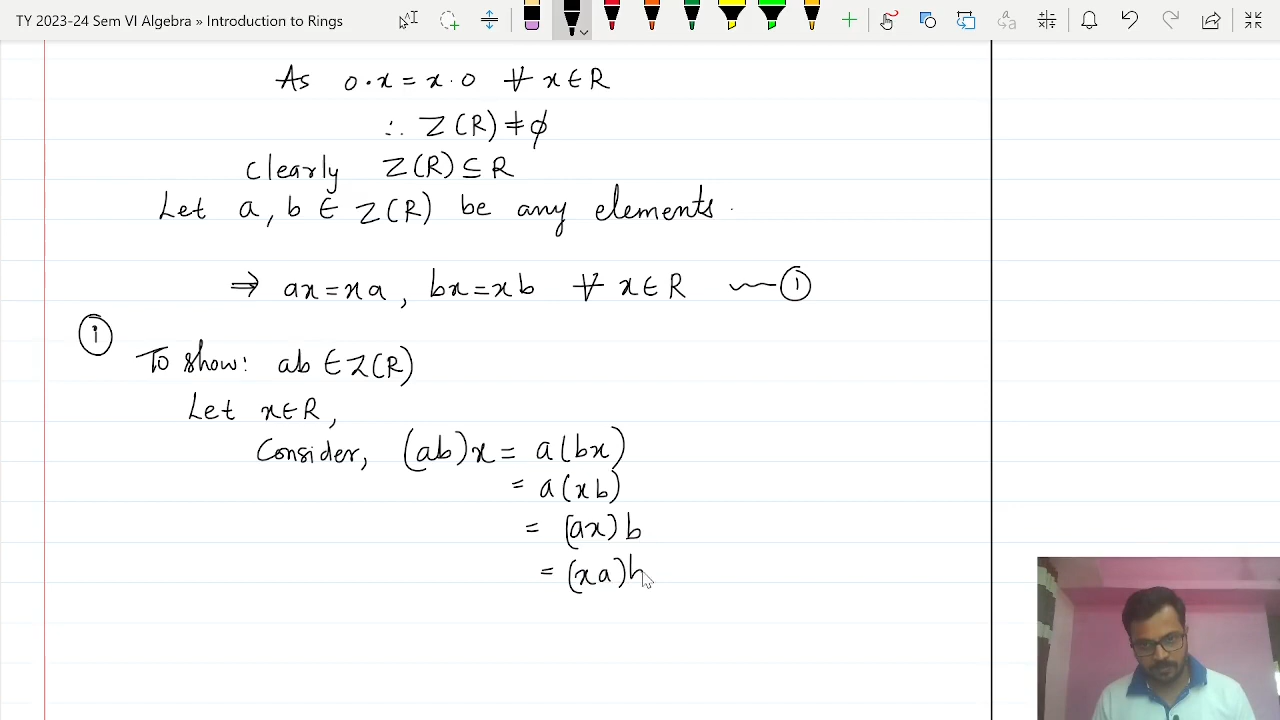 TY 2023-24 Sem VI Algebra » Introduction to Rings
As 0·x = x·0 ∀ x∈R
∴ Z(R) ≠ ϕ
Clearly Z(R) ⊆ R
Let a, b ∈ Z(R) be any elements.
⇒ ax = xa, bx = xb ∀ x∈R —①
①
To show: ab ∈ Z(R)
Let x∈R,
Consider, (ab)x = a(bx)
= a(xb)
= (ax)b
= (xa)b